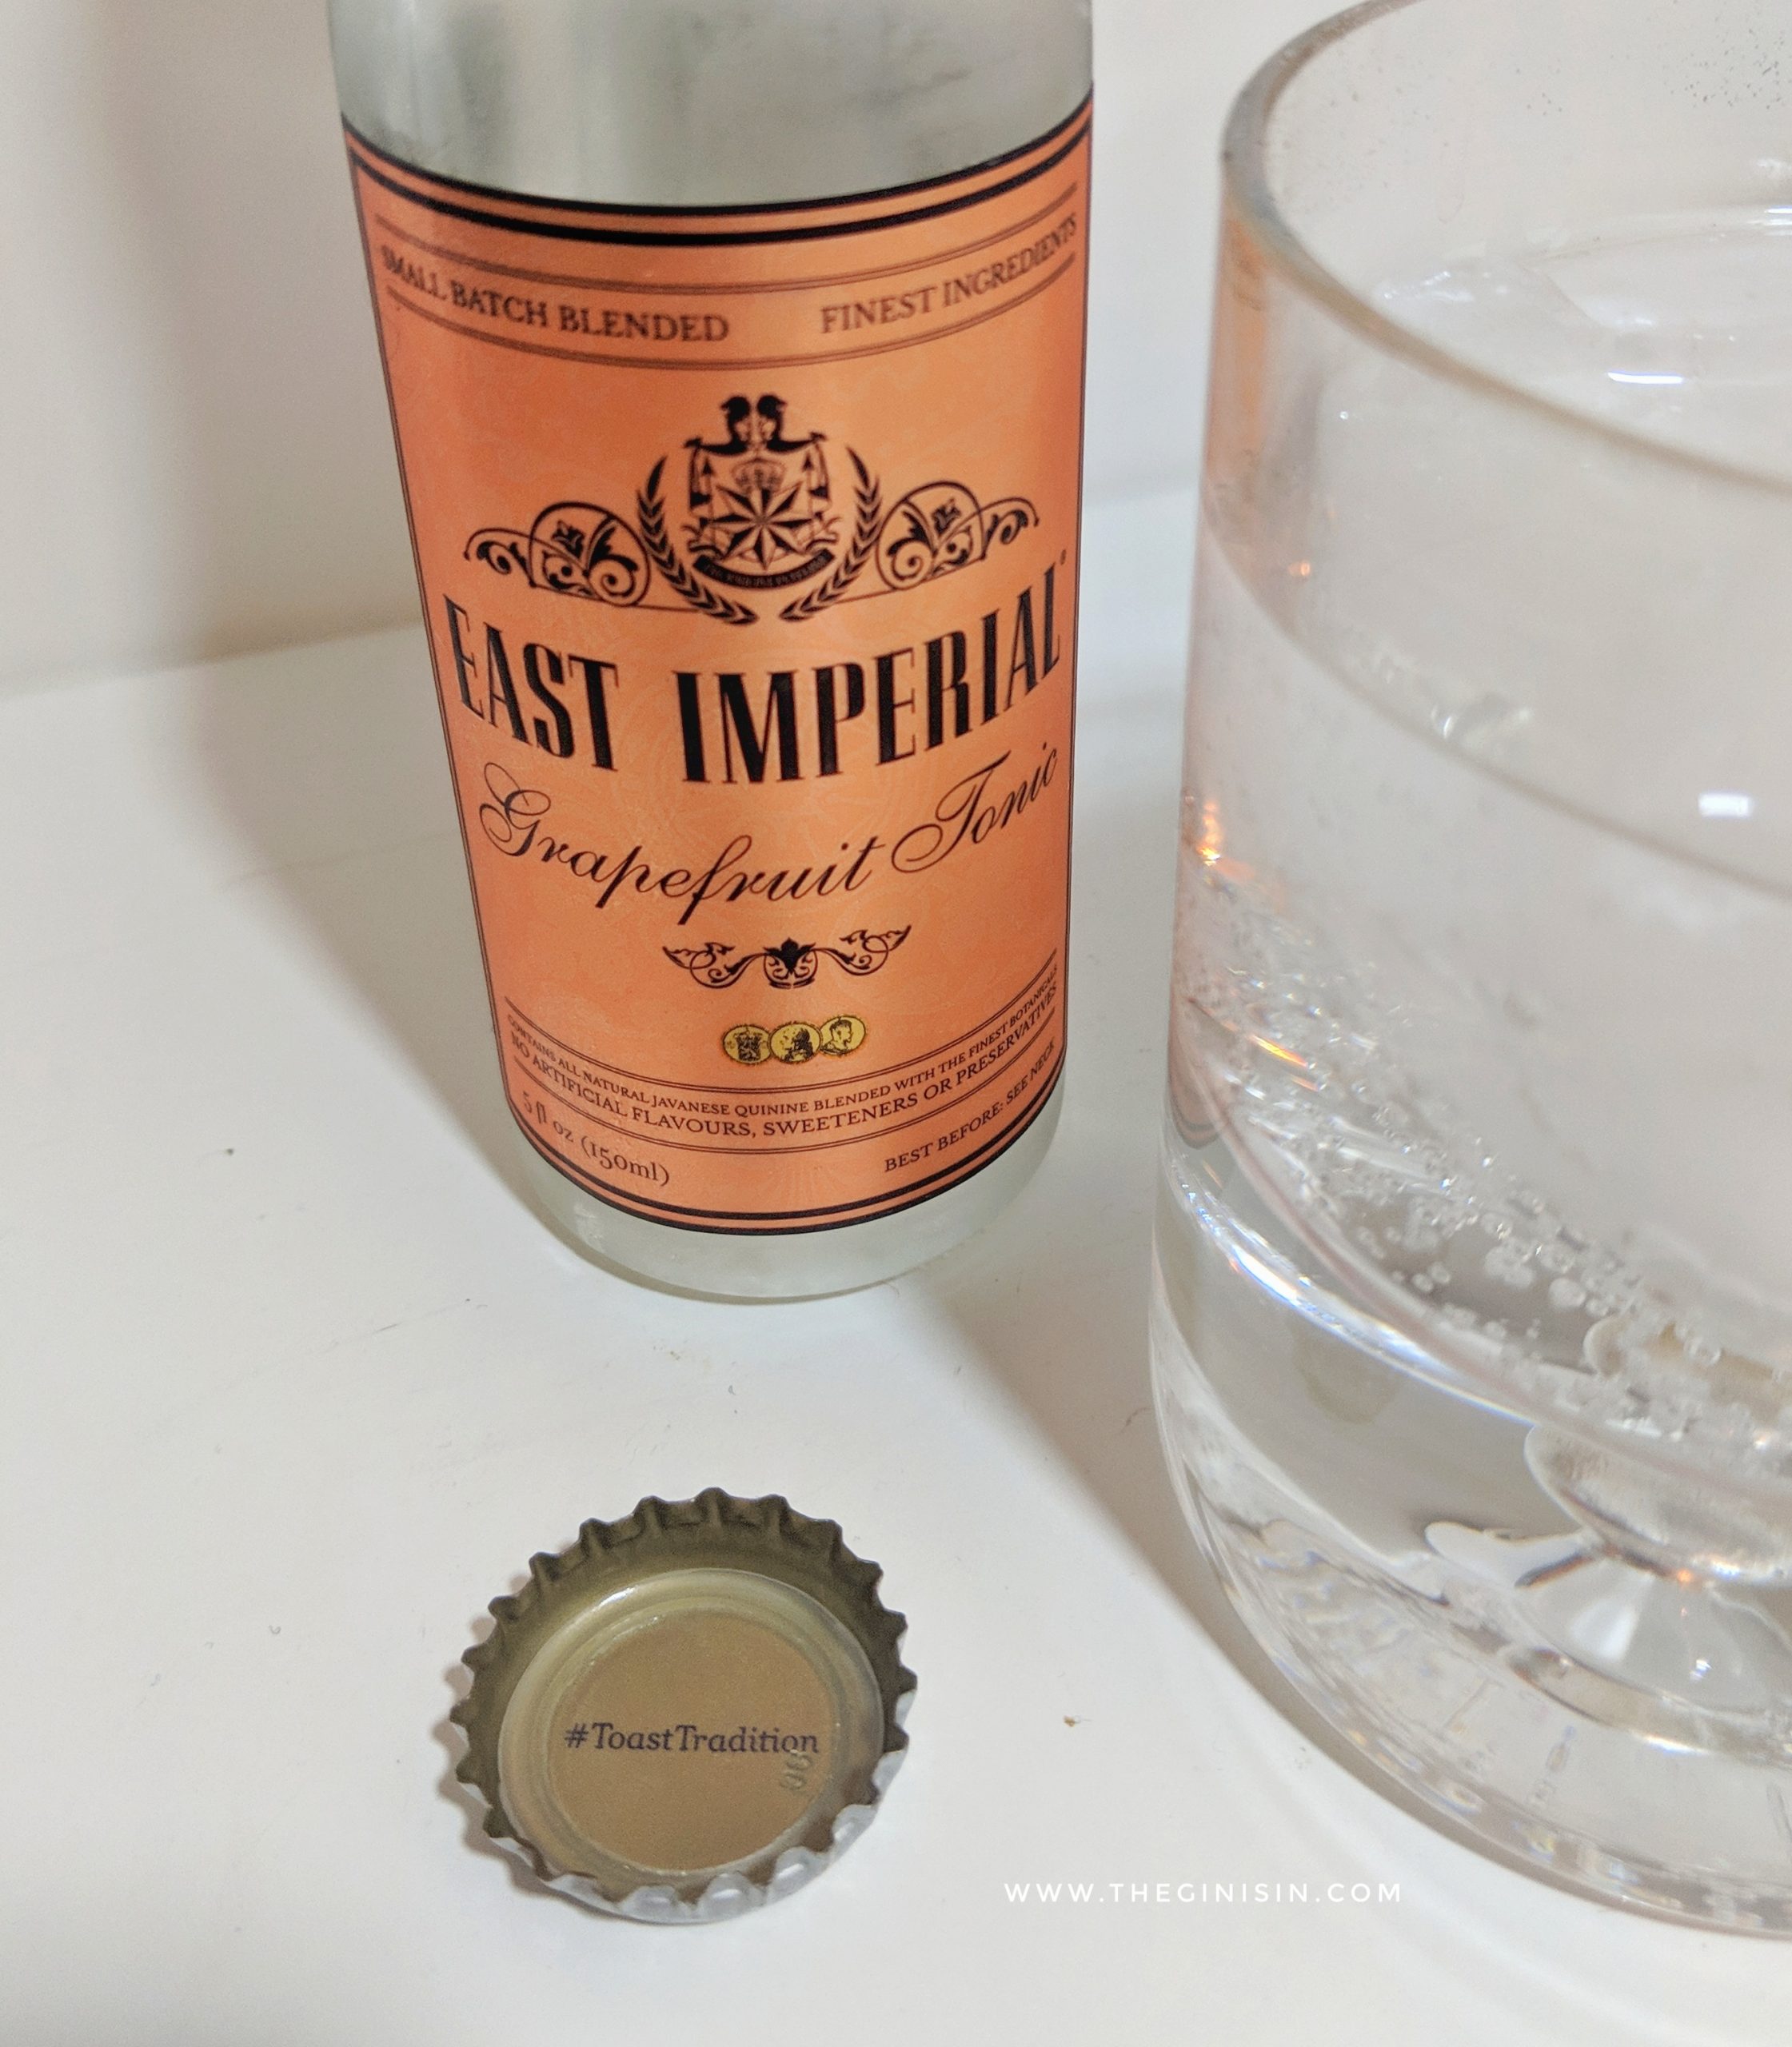 SMALL BATCH BLENDED FINEST INGREDIENTS
EAST IMPERIAL®
Grapefruit Tonic
CONTAINS ALL NATURAL JAVANESE QUININE BLENDED WITH THE FINEST BOTANICALS
NO ARTIFICIAL FLAVOURS, SWEETENERS OR PRESERVATIVES
5 fl oz (150ml) BEST BEFORE: SEE NECK
#ToastTradition
WWW.THEGINISIN.COM